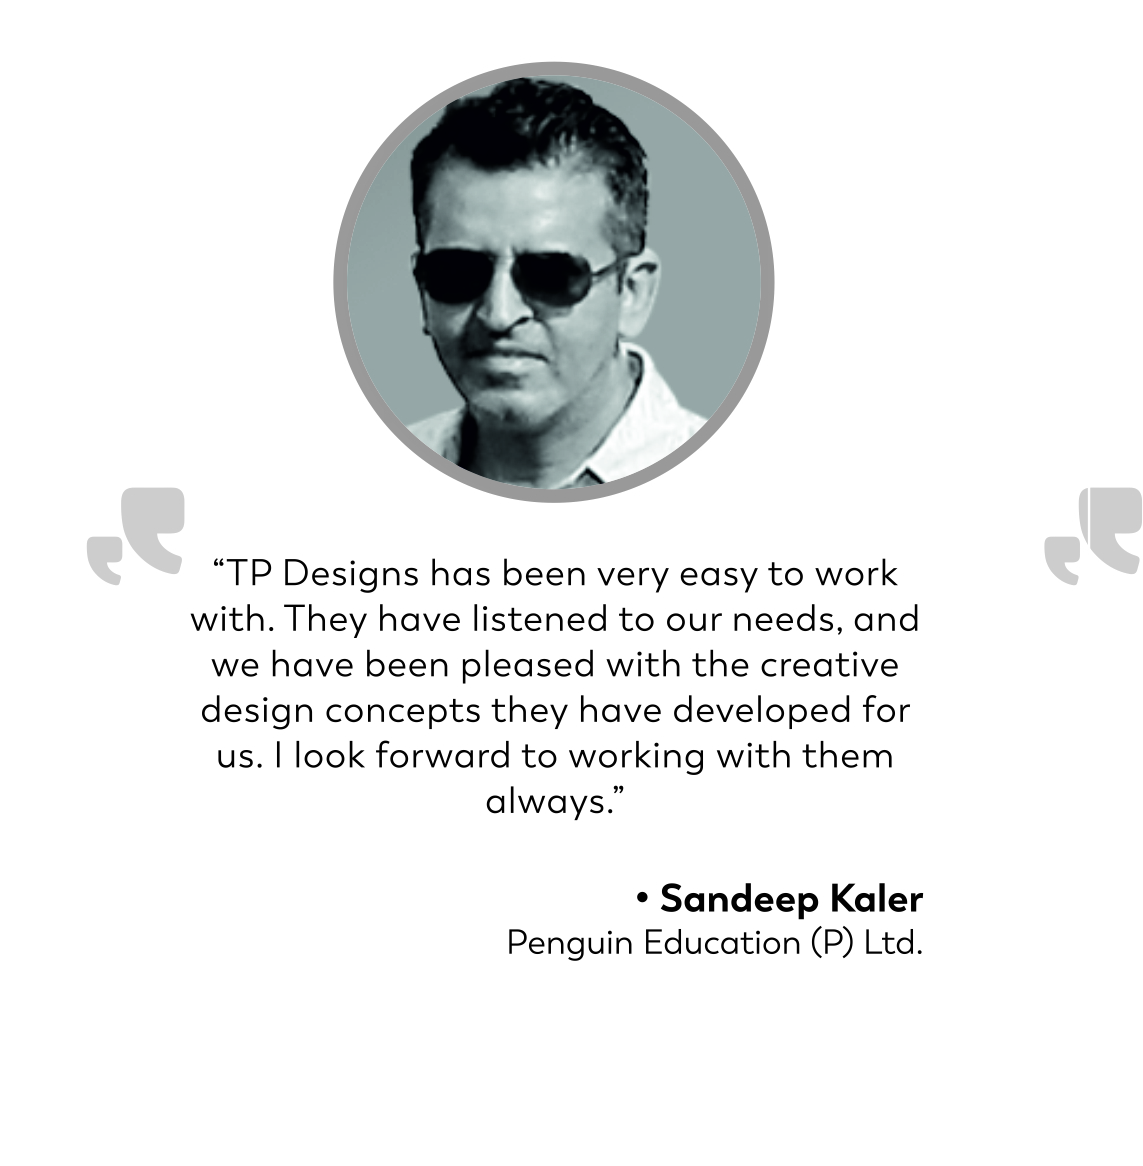 “TP Designs has been very easy to work
with. They have listened to our needs, and
we have been pleased with the creative
design concepts they have developed for
us. I look forward to working with them
always.”
• Sandeep Kaler
Penguin Education (P) Ltd.